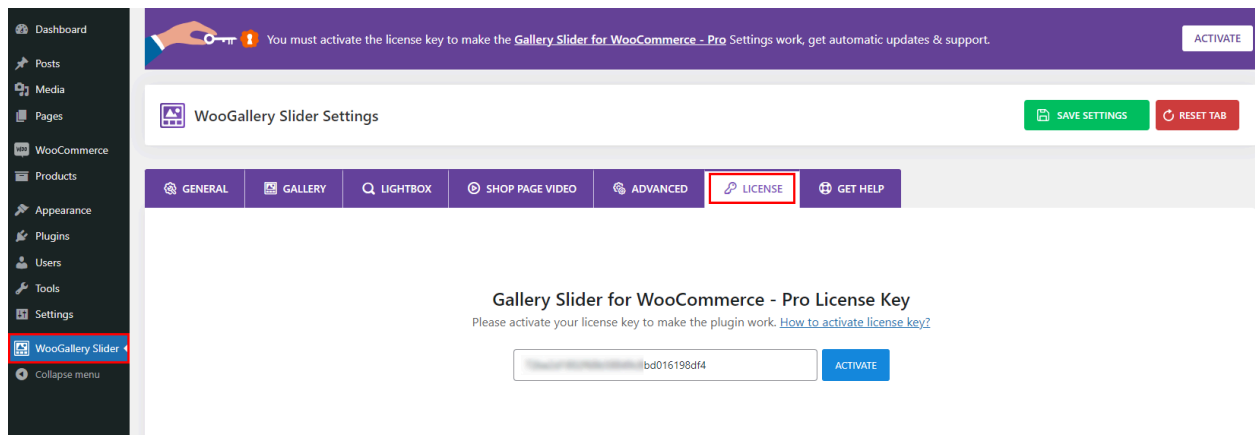 Dashboard
Posts
Media
Pages
WooCommerce
Products
Appearance
Plugins
Users
Tools
Settings
WooGallery Slider
Collapse menu
You must activate the license key to make the Gallery Slider for WooCommerce - Pro Settings work, get automatic updates & support.
ACTIVATE
WooGallery Slider Settings
SAVE SETTINGS
RESET TAB
GENERAL
GALLERY
LIGHTBOX
SHOP PAGE VIDEO
ADVANCED
LICENSE
GET HELP
Gallery Slider for WooCommerce - Pro License Key
Please activate your license key to make the plugin work. How to activate license key?
bd016198df4
ACTIVATE